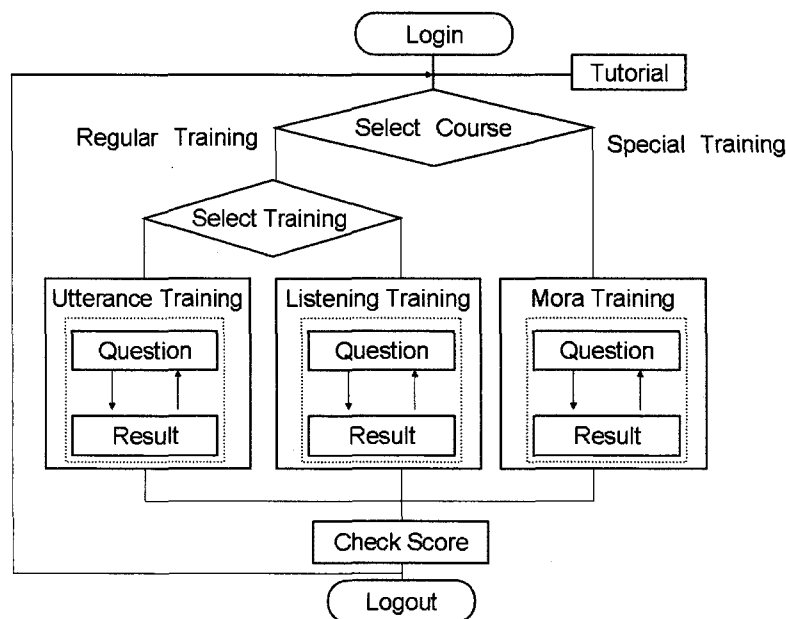 Login
Tutorial
Select Course
Regular Training
Special Training
Select Training
Utterance Training
Listening Training
Mora Training
Question
Question
Question
Result
Result
Result
Check Score
Logout